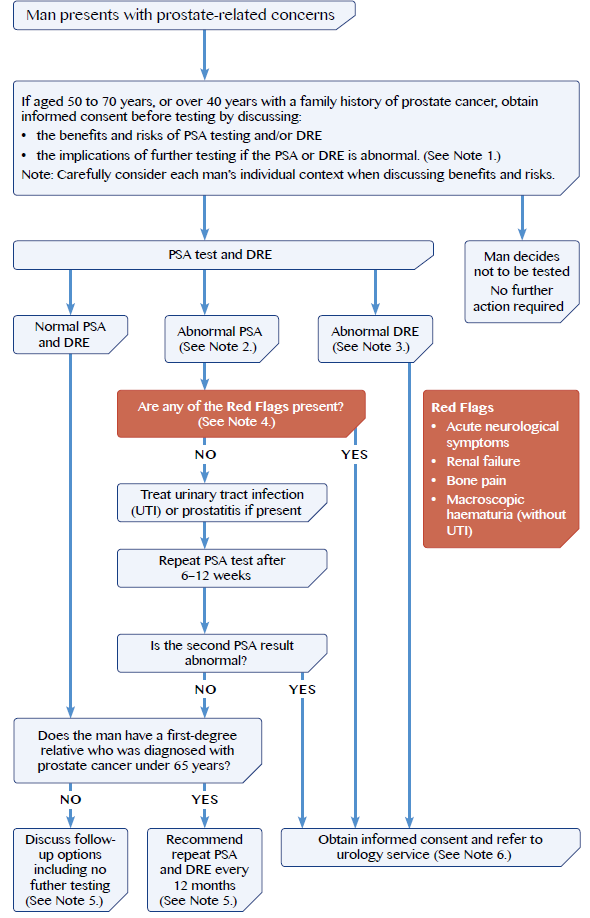 Man presents with prostate-related concerns
If aged 50 to 70 years, or over 40 years with a family history of prostate cancer, obtain
informed consent before testing by discussing:
• the benefits and risks of PSA testing and/or DRE
• the implications of further testing if the PSA or DRE is abnormal. (See Note 1.)
Note: Carefully consider each man's individual context when discussing benefits and risks.
PSA test and DRE
Man decides
not to be tested
No further
action required
Normal PSA
and DRE
Abnormal PSA
(See Note 2.)
Abnormal DRE
(See Note 3.)
Are any of the Red Flags present?
(See Note 4.)
Red Flags
• Acute neurological
symptoms
• Renal failure
• Bone pain
• Macroscopic
haematuria (without
UTI)
NO
YES
Treat urinary tract infection
(UTI) or prostatitis if present
Repeat PSA test after
6–12 weeks
Is the second PSA result
abnormal?
NO
YES
Does the man have a first-degree
relative who was diagnosed with
prostate cancer under 65 years?
NO
YES
Discuss follow-
up options
including no
futher testing
(See Note 5.)
Recommend
repeat PSA
and DRE every
12 months
(See Note 5.)
Obtain informed consent and refer to
urology service (See Note 6.)